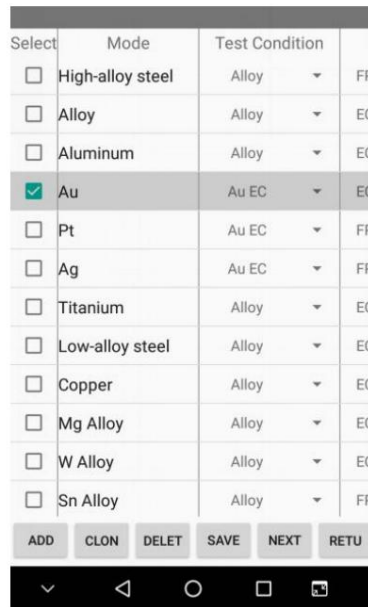 Select Mode Test Condition
High-alloy steel Alloy
Alloy Alloy
Aluminum Alloy
Au Au EC
Pt Au EC
Ag Au EC
Titanium Alloy
Low-alloy steel Alloy
Copper Alloy
Mg Alloy Alloy
W Alloy Alloy
Sn Alloy Alloy
ADD CLON DELET SAVE NEXT RETU